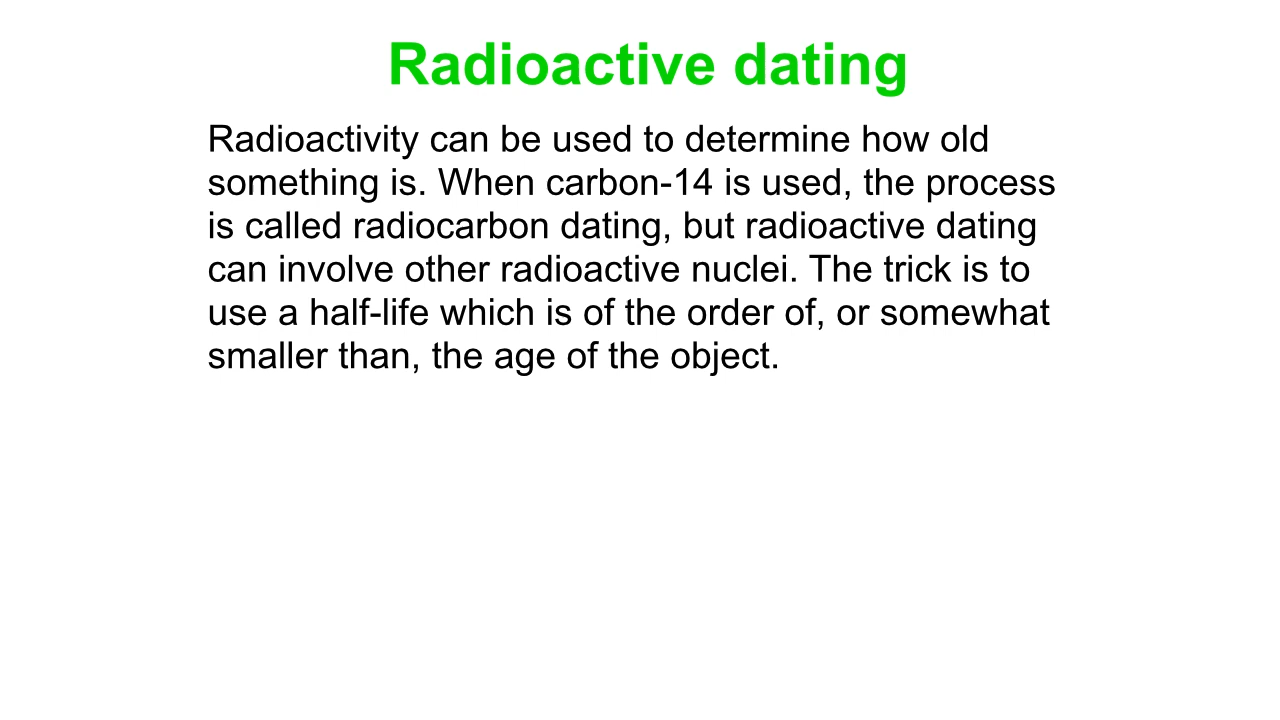 Radioactive dating
Radioactivity can be used to determine how old
something is. When carbon-14 is used, the process
is called radiocarbon dating, but radioactive dating
can involve other radioactive nuclei. The trick is to
use a half-life which is of the order of, or somewhat
smaller than, the age of the object.